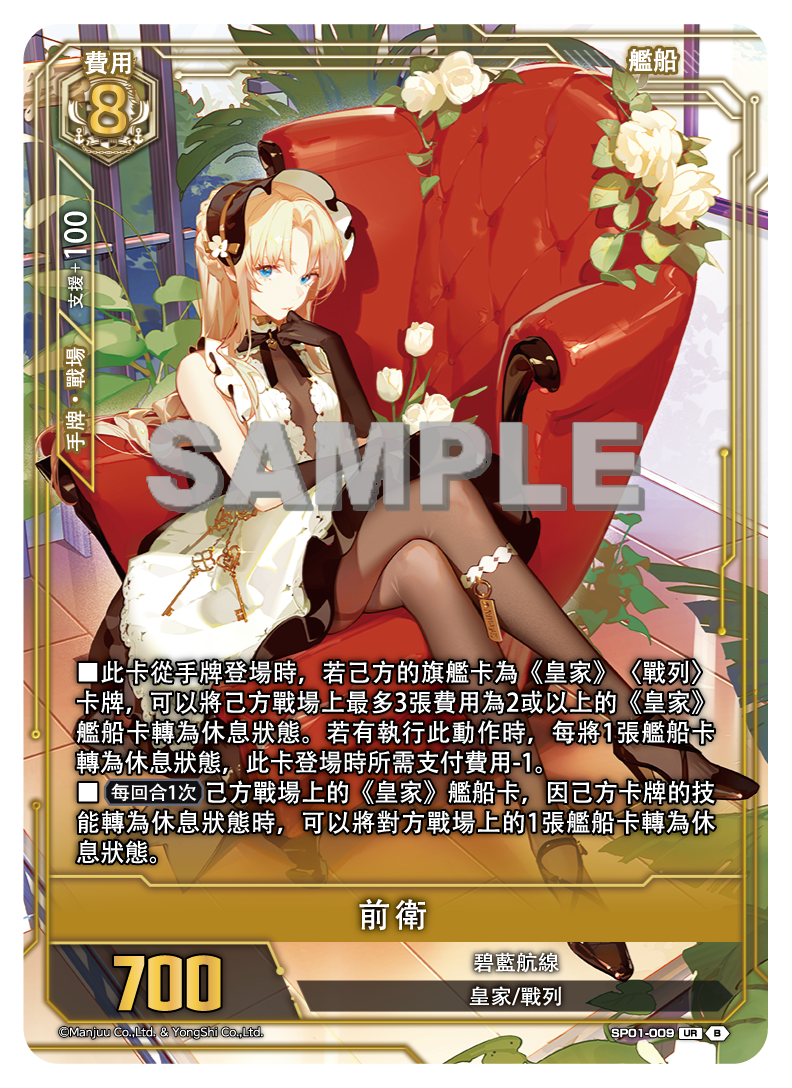 費用
艦船
8
支援+100
手牌・戰場
SAMPLE
■此卡從手牌登場時，若己方的旗艦卡為《皇家》〈戰列〉
卡牌，可以將己方戰場上最多3張費用為2或以上的《皇家》
艦船卡轉為休息狀態。若有執行此動作時，每將1張艦船卡
轉為休息狀態，此卡登場時所需支付費用-1。
■每回合1次己方戰場上的《皇家》艦船卡，因己方卡牌的技
能轉為休息狀態時，可以將對方戰場上的1張艦船卡轉為休
息狀態。
前衛
700
碧藍航線
皇家/戰列
©Manjuu Co.,Ltd. & YongShi Co.,Ltd.
SP01-009 UR B